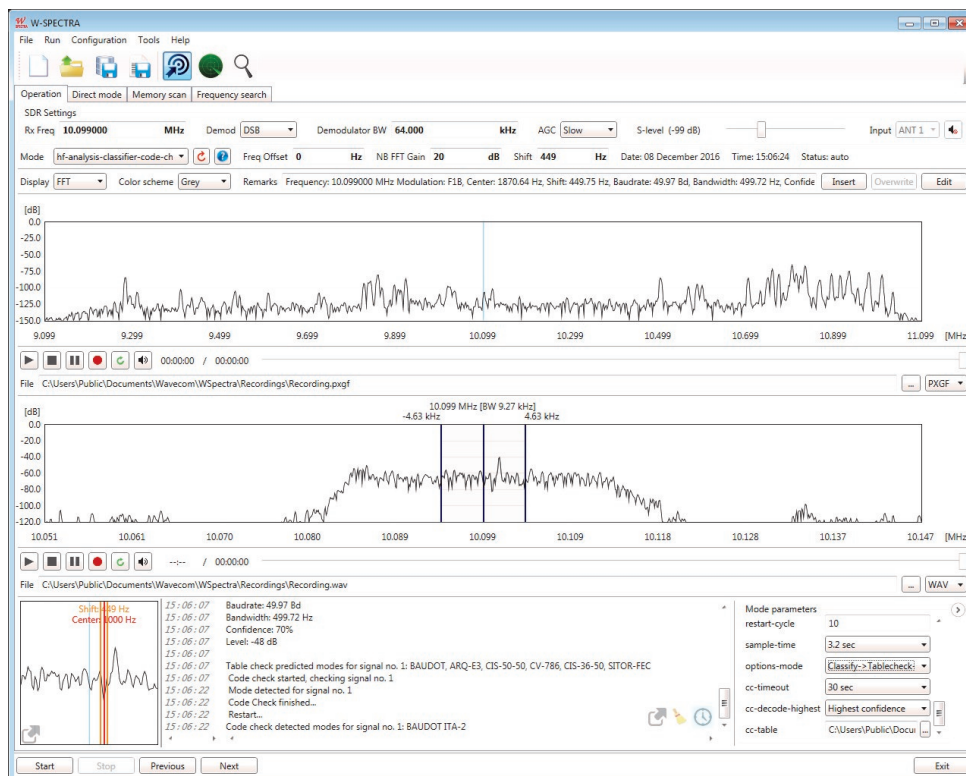 W-SPECTRA
File Run Configuration Tools Help
Operation Direct mode Memory scan Frequency search
SDR Settings
Rx Freq 10.099000 MHz Demod DSB Demodulator BW 64.000 kHz AGC Slow S-level (-99 dB) Input ANT 1
Mode hf-analysis-classifier-code-ch Freq Offset 0 Hz NB FFT Gain 20 dB Shift 449 Hz Date: 08 December 2016 Time: 15:06:24 Status: auto
Display FFT Color scheme Grey Remarks Frequency: 10.099000 MHz Modulation: F1B, Center: 1870.64 Hz, Shift: 449.75 Hz, Baudrate: 49.97 Bd, Bandwidth: 499.72 Hz, Confide Insert Overwrite Edit
[dB]
0.0
-25.0
-50.0
-75.0
-100.0
-125.0
-150.0
9.099 9.299 9.499 9.699 9.899 10.099 10.299 10.499 10.699 10.899 11.099 [MHz
00:00:00 / 00:00:00
File C:\Users\Public\Documents\Wavecom\WSpectra\Recordings\Recording.pxgf ... PXGF
10.099 MHz [BW 9.27 kHz]
[dB] -4.63 kHz 4.63 kHz
0.0
-20.0
-40.0
-60.0
-80.0
-100.0
-120.0
10.051 10.061 10.070 10.080 10.089 10.099 10.109 10.118 10.128 10.137 10.147 [MHz
--:-- / 00:00:00
File C:\Users\Public\Documents\Wavecom\WSpectra\Recordings\Recording.wav ... WAV
Shift: 449 Hz
Center: 1000 Hz
15:06:07 Baudrate: 49.97 Bd
15:06:07 Bandwidth: 499.72 Hz
15:06:07 Confidence: 70%
15:06:07 Level: -48 dB
15:06:07
15:06:07 Table check predicted modes for signal no. 1: BAUDOT, ARQ-E3, CIS-50-50, CV-786, CIS-36-50, SITOR-FEC
15:06:07 Code check started, checking signal no. 1
15:06:22 Mode detected for signal no. 1
15:06:22 Code Check finished...
15:06:22 Restart...
15:06:22 Code check detected modes for signal no. 1: BAUDOT ITA-2
Mode parameters
restart-cycle 10
sample-time 3.2 sec
options-mode Classify->Tablecheck-
cc-timeout 30 sec
cc-decode-highest Highest confidence
cc-table C:\Users\Public\Docu ...
Start Stop Previous Next Exit